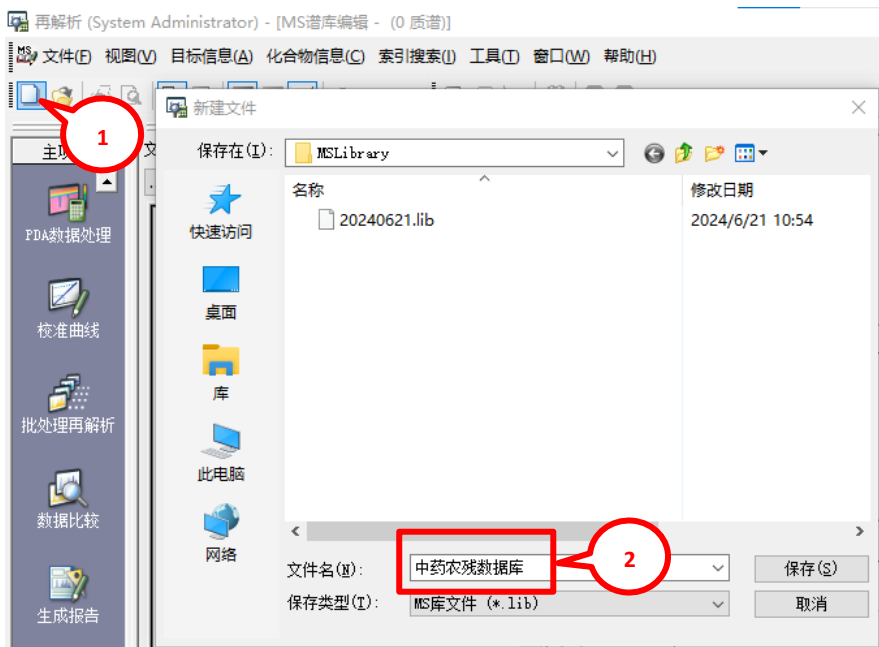 再解析 (System Administrator) - [MS谱库编辑 - (0 质谱)]
文件(F) 视图(V) 目标信息(A) 化合物信息(C) 索引搜索(I) 工具(T) 窗口(W) 帮助(H)
新建文件
1
主项
文
保存在(I):
MSLibrary
名称
修改日期
20240621.lib
2024/6/21 10:54
快速访问
桌面
库
此电脑
网络
PDA数据处理
校准曲线
批处理再解析
数据比较
生成报告
文件名(N):
中药农残数据库
2
保存(S)
保存类型(T):
MS库文件 (*.lib)
取消